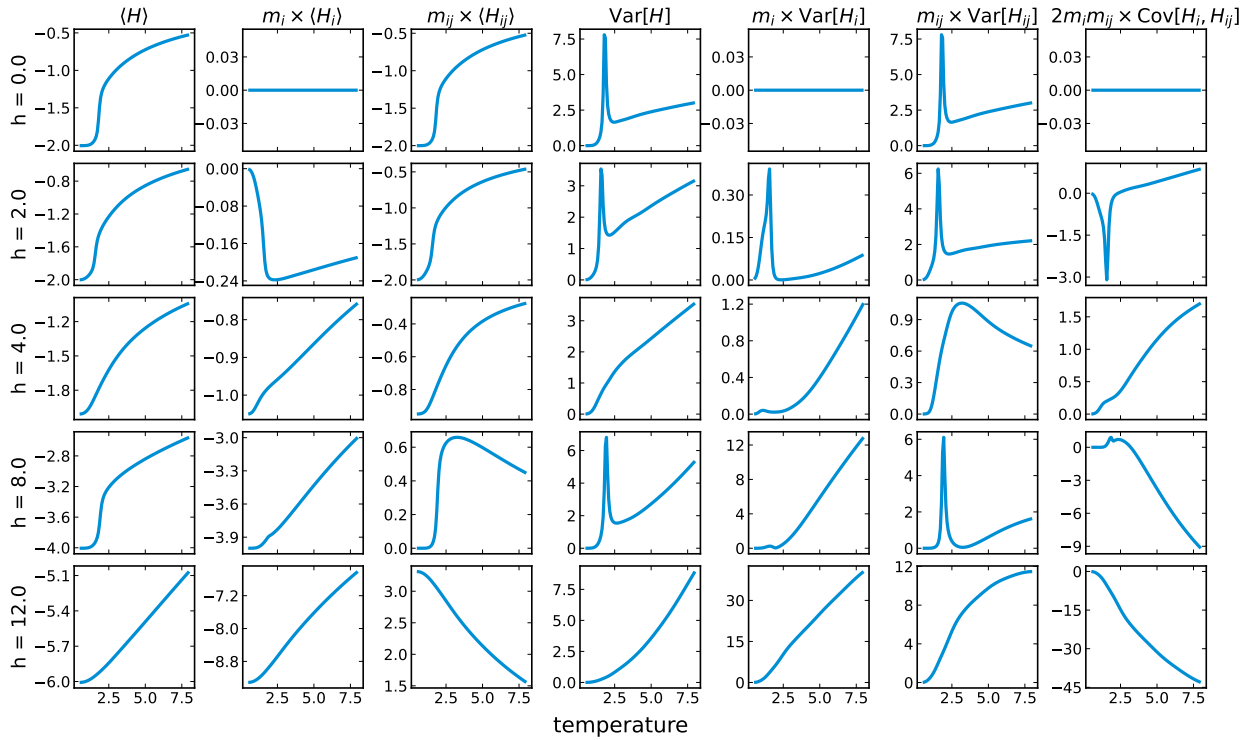 ⟨H⟩ m_i × ⟨H_i⟩ m_ij × ⟨H_ij⟩ Var[H] m_i × Var[H_i] m_ij × Var[H_ij] 2m_i m_ij × Cov[H_i, H_ij]
h = 0.0
−0.5 −1.0 −1.5 −2.0
0.03 0.00 −0.03
−0.5 −1.0 −1.5 −2.0
7.5 5.0 2.5 0.0
0.03 0.00 −0.03
7.5 5.0 2.5 0.0
0.03 0.00 −0.03
h = 2.0
−0.8 −1.2 −1.6 −2.0
0.00 −0.08 −0.16 −0.24
−0.5 −1.0 −1.5 −2.0
3 2 1 0
0.30 0.15 0.00
6 4 2 0
0.0 −1.5 −3.0
h = 4.0
−1.2 −1.5 −1.8
−0.8 −0.9 −1.0
−0.3 −0.6 −0.9
3 2 1 0
1.2 0.8 0.4 0.0
0.9 0.6 0.3 0.0
1.5 1.0 0.5 0.0
h = 8.0
−2.8 −3.2 −3.6 −4.0
−3.0 −3.3 −3.6 −3.9
0.6 0.4 0.2 0.0
6 4 2 0
12 8 4 0
6 4 2 0
0 −3 −6 −9
h = 12.0
−5.1 −5.4 −5.7 −6.0
−7.2 −8.0 −8.8
3.0 2.5 2.0 1.5
7.5 5.0 2.5 0.0
30 15 0
12 8 4 0
0 −15 −30 −45
2.5 5.0 7.5 2.5 5.0 7.5 2.5 5.0 7.5 2.5 5.0 7.5 2.5 5.0 7.5 2.5 5.0 7.5 2.5 5.0 7.5
temperature